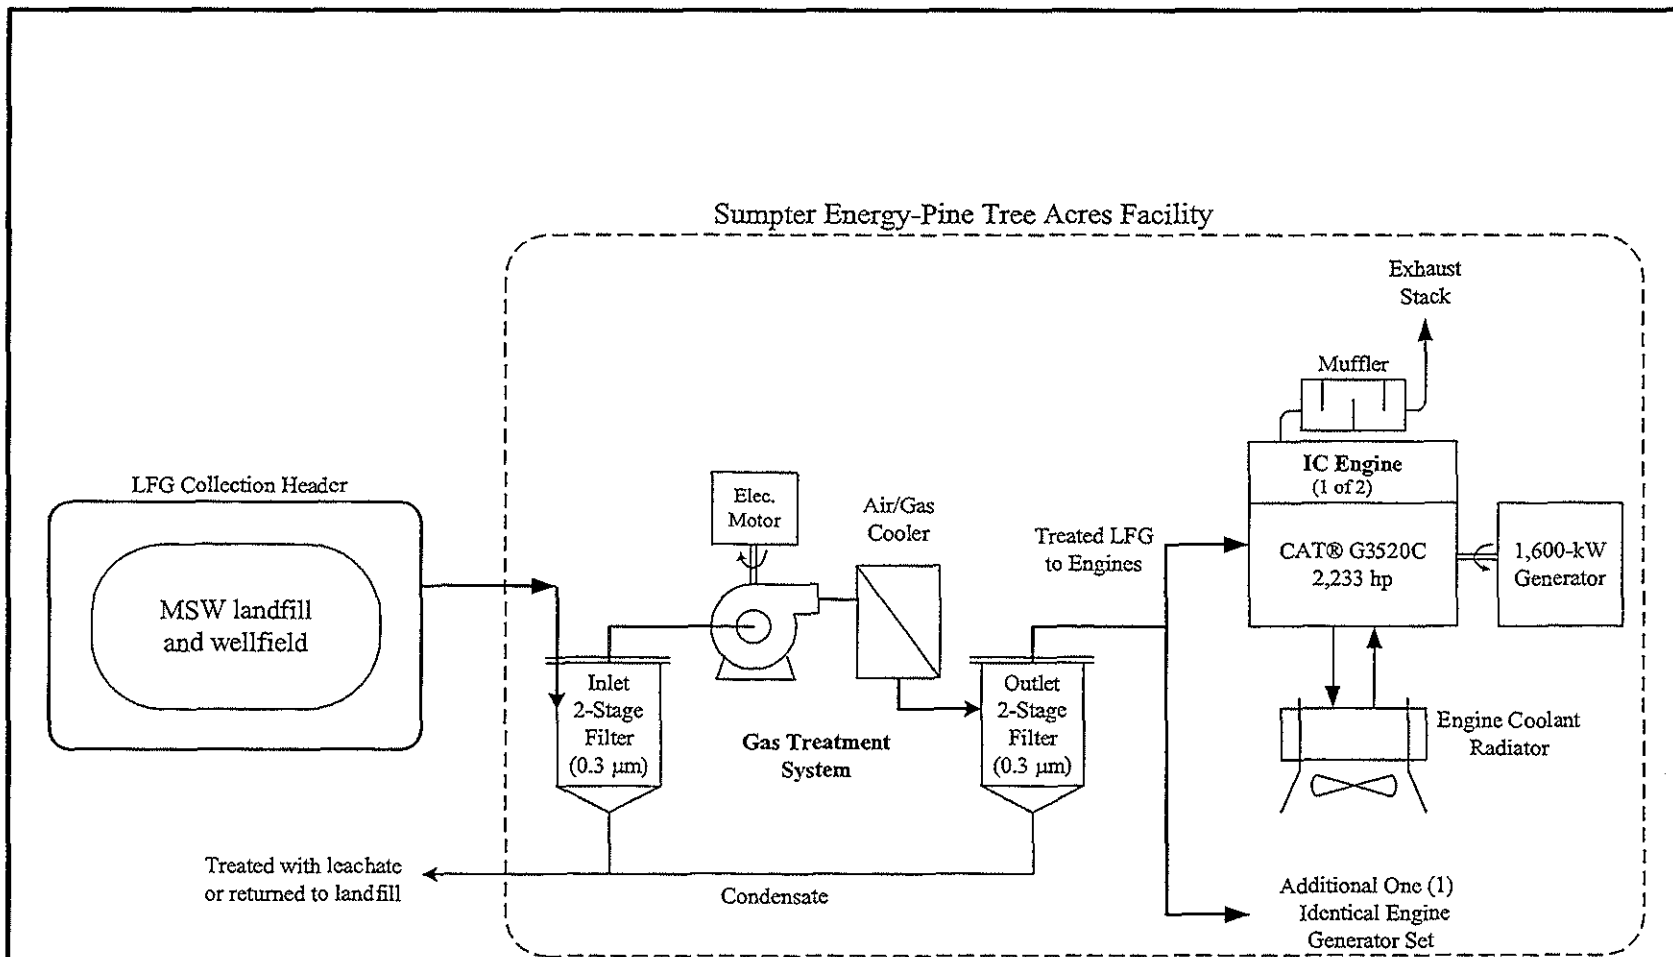 Sumpter Energy-Pine Tree Acres Facility
Exhaust
Stack
Muffler
LFG Collection Header
MSW landfill
and wellfield
Elec.
Motor
Air/Gas
Cooler
Treated LFG
to Engines
IC Engine
(1 of 2)
CAT® G3520C
2,233 hp
1,600-kW
Generator
Inlet
2-Stage
Filter
(0.3 µm)
Gas Treatment
System
Outlet
2-Stage
Filter
(0.3 µm)
Engine Coolant
Radiator
Treated with leachate
or returned to landfill
Condensate
Additional One (1)
Identical Engine
Generator Set